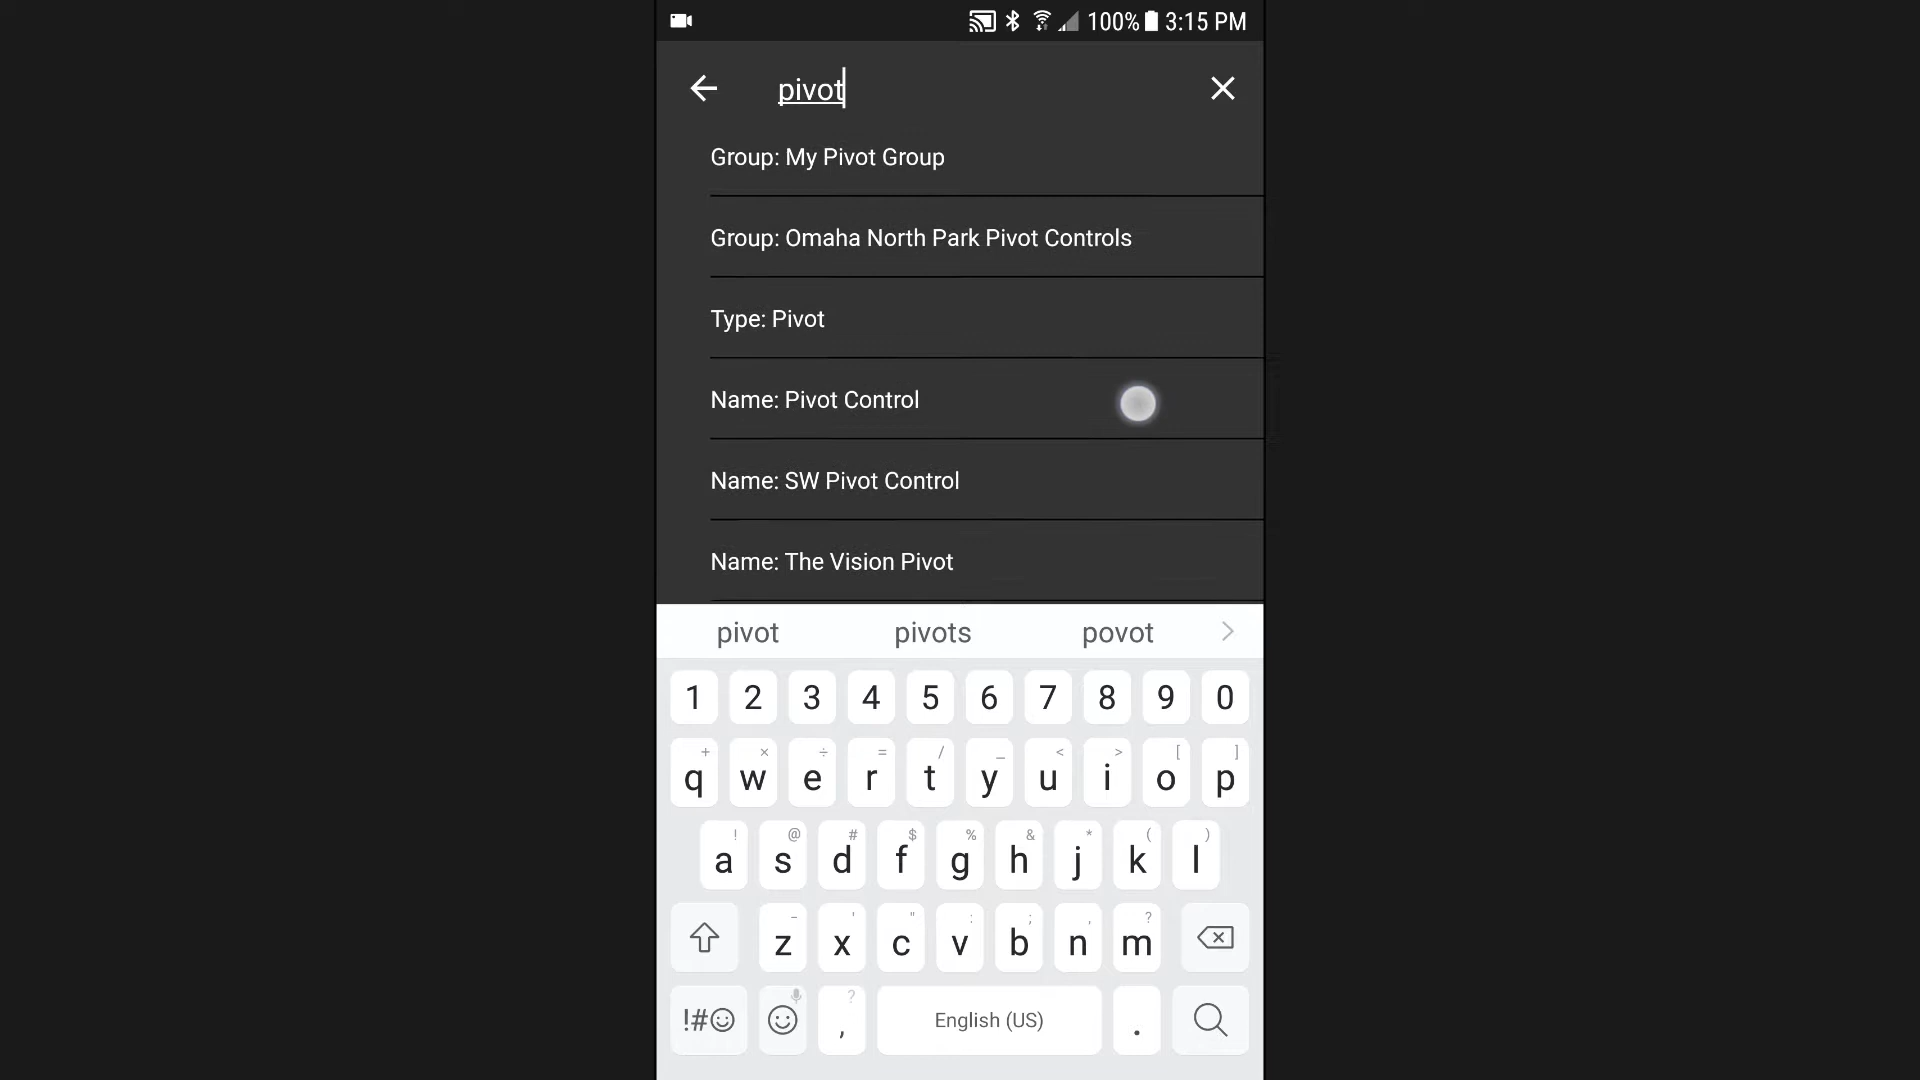 100% 3:15 PM
pivot
Group: My Pivot Group
Group: Omaha North Park Pivot Controls
Type: Pivot
Name: Pivot Control
Name: SW Pivot Control
Name: The Vision Pivot
pivot pivots povot
1 2 3 4 5 6 7 8 9 0
+ × ÷ = / _ < > [ ]
q w e r t y u i o p
! @ # $ % & * ( )
a s d f g h j k l
- ' " : ; , ?
z x c v b n m
?
!#☺ , English (US) .